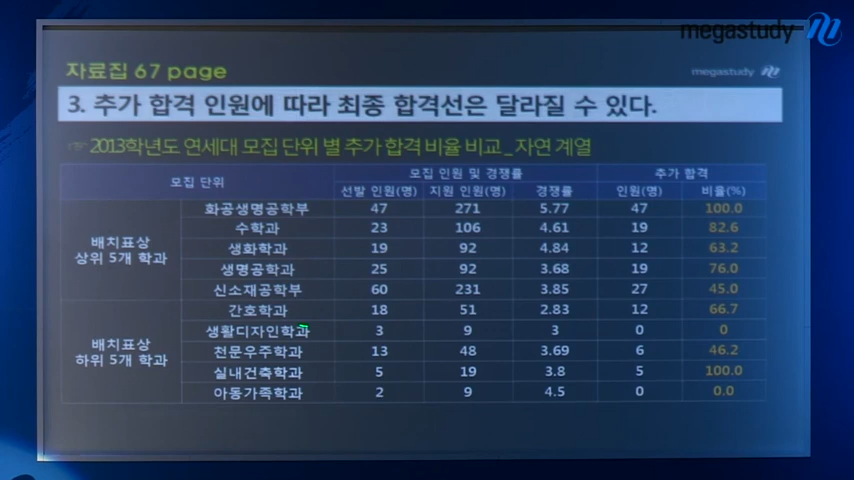 megastudy
자료집 67 page
megastudy
3. 추가 합격 인원에 따라 최종 합격선은 달라질 수 있다.
☞ 2013학년도 연세대 모집 단위 별 추가 합격 비율 비교_자연 계열
모집 단위 모집 인원 및 경쟁률 추가 합격
선발 인원(명) 지원 인원(명) 경쟁률 인원(명) 비율(%)
배치표상 상위 5개 학과
화공생명공학부 47 271 5.77 47 100.0
수학과 23 106 4.61 19 82.6
생화학과 19 92 4.84 12 63.2
생명공학과 25 92 3.68 19 76.0
신소재공학부 60 231 3.85 27 45.0
배치표상 하위 5개 학과
간호학과 18 51 2.83 12 66.7
생활디자인학과 3 9 3 0 0
천문우주학과 13 48 3.69 6 46.2
실내건축학과 5 19 3.8 5 100.0
아동가족학과 2 9 4.5 0 0.0